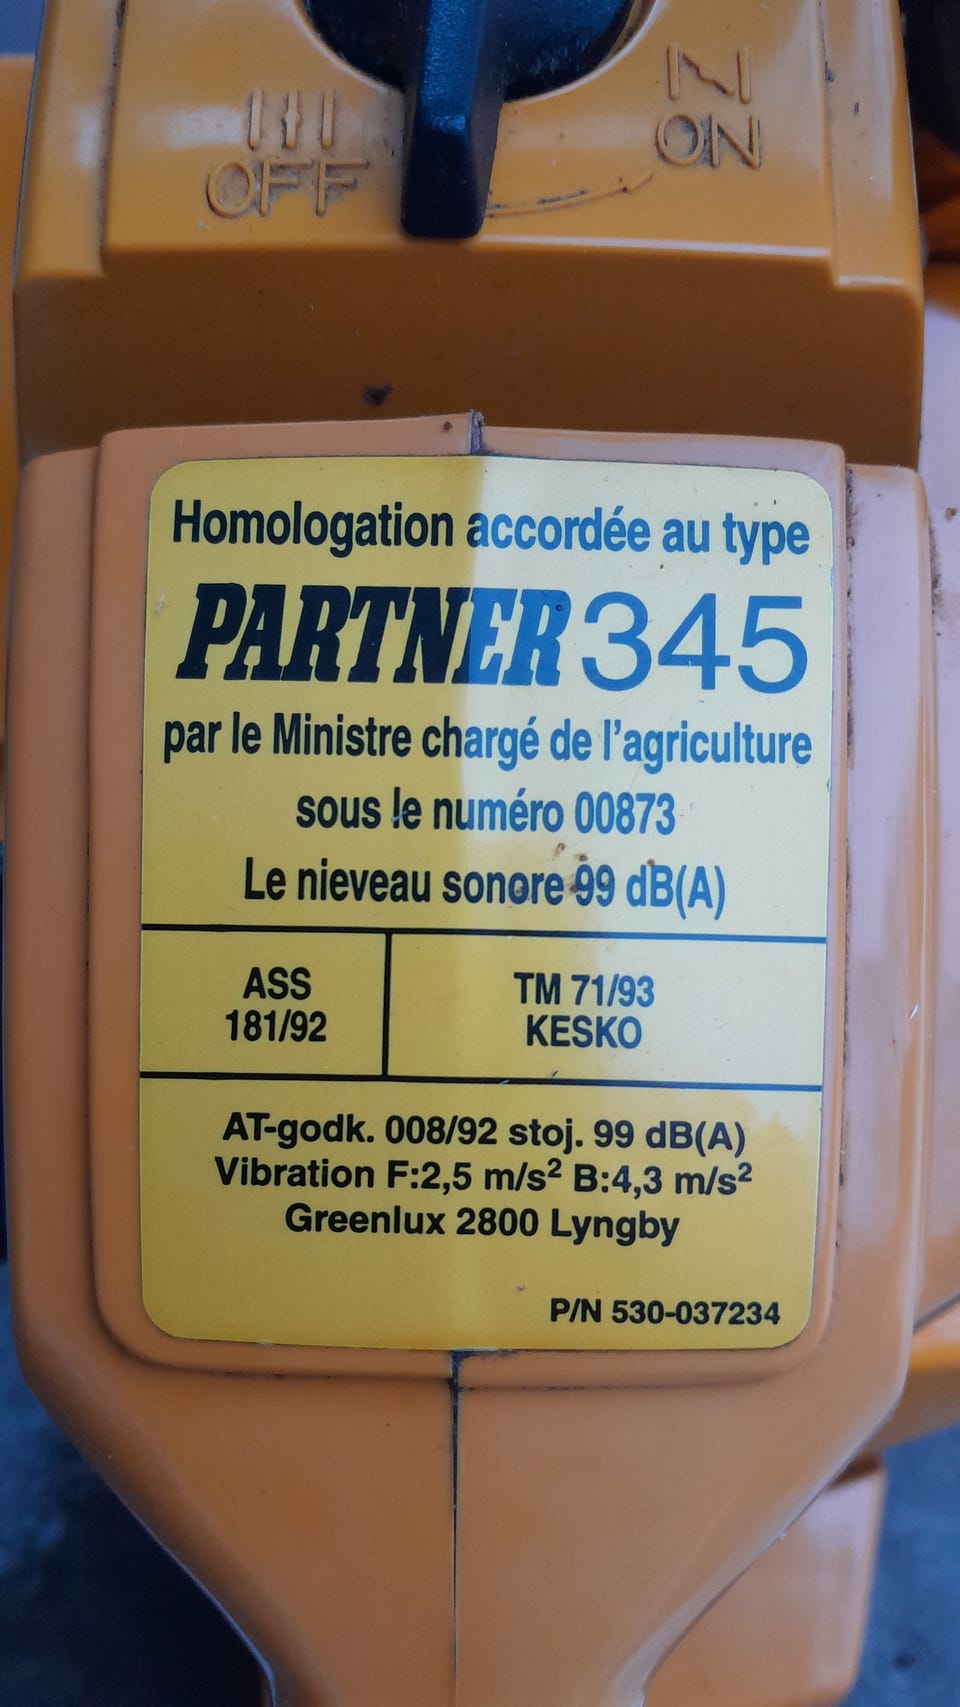 OFF
ON
Homologation accordée au type
PARTNER 345
par le Ministre chargé de l'agriculture
sous le numéro 00873
Le nieveau sonore 99 dB(A)
ASS
181/92
TM 71/93
KESKO
AT-godk. 008/92 stoj. 99 dB(A)
Vibration F:2,5 m/s² B:4,3 m/s²
Greenlux 2800 Lyngby
P/N 530-037234